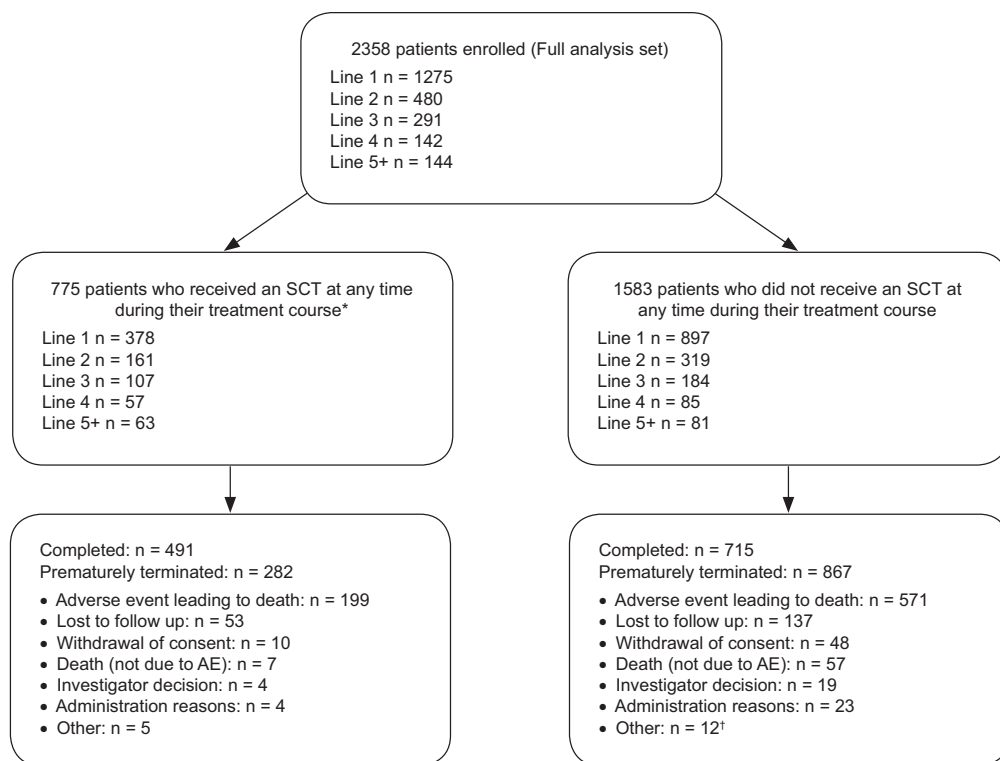 2358 patients enrolled (Full analysis set)
Line 1 n = 1275
Line 2 n = 480
Line 3 n = 291
Line 4 n = 142
Line 5+ n = 144
775 patients who received an SCT at any time
during their treatment course*
Line 1 n = 378
Line 2 n = 161
Line 3 n = 107
Line 4 n = 57
Line 5+ n = 63
1583 patients who did not receive an SCT at
any time during their treatment course
Line 1 n = 897
Line 2 n = 319
Line 3 n = 184
Line 4 n = 85
Line 5+ n = 81
Completed: n = 491
Prematurely terminated: n = 282
• Adverse event leading to death: n = 199
• Lost to follow up: n = 53
• Withdrawal of consent: n = 10
• Death (not due to AE): n = 7
• Investigator decision: n = 4
• Administration reasons: n = 4
• Other: n = 5
Completed: n = 715
Prematurely terminated: n = 867
• Adverse event leading to death: n = 571
• Lost to follow up: n = 137
• Withdrawal of consent: n = 48
• Death (not due to AE): n = 57
• Investigator decision: n = 19
• Administration reasons: n = 23
• Other: n = 12†